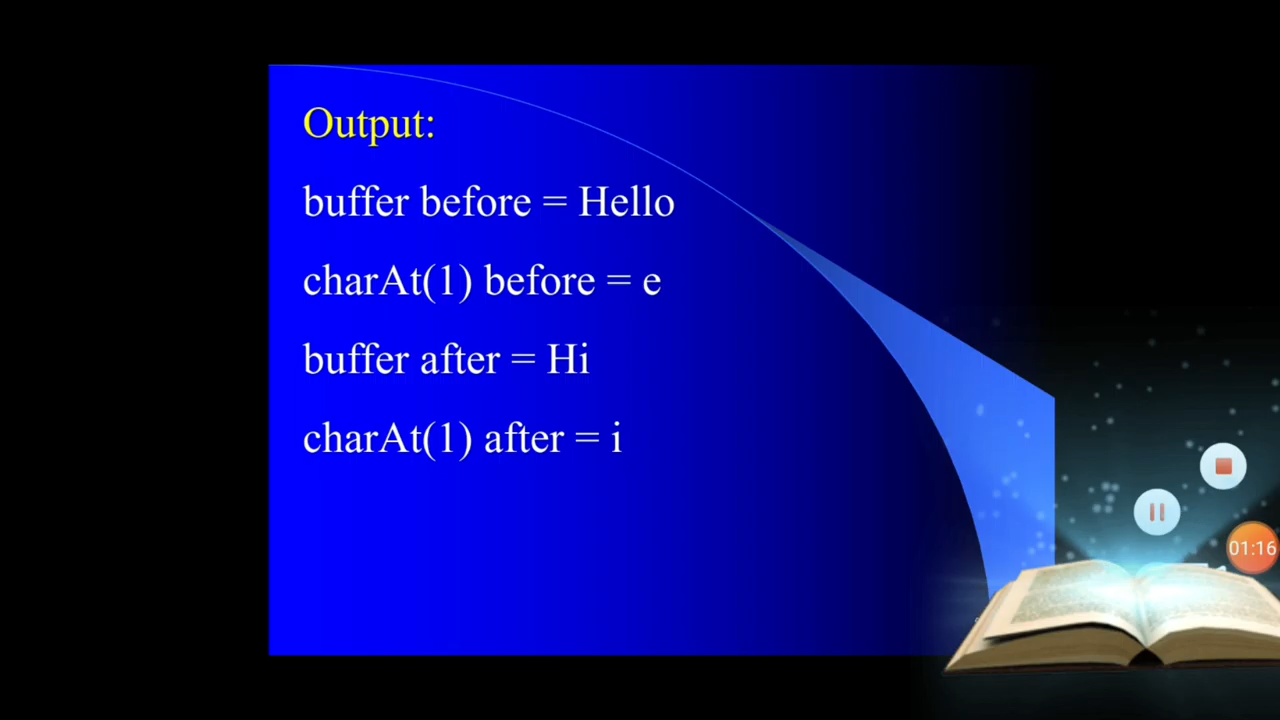 Output:
buffer before = Hello
charAt(1) before = e
buffer after = Hi
charAt(1) after = i
01:16